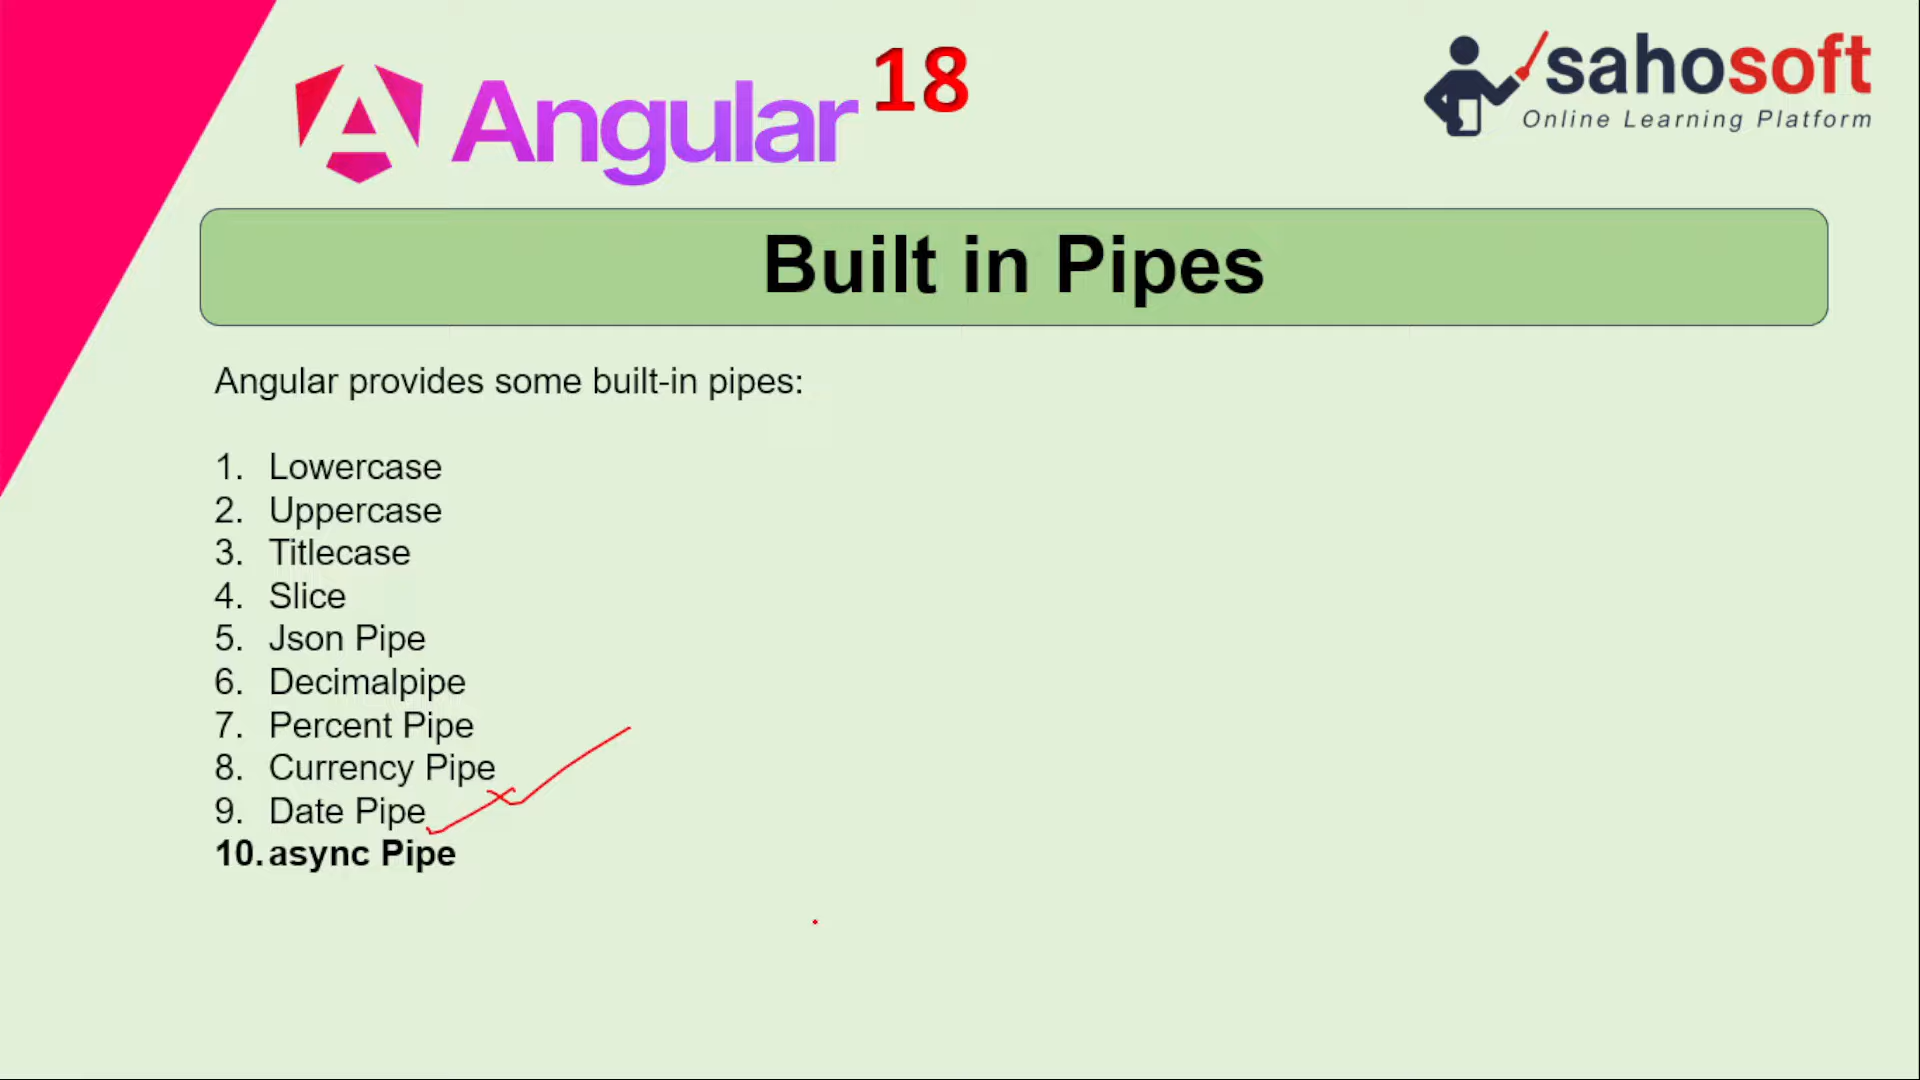 Angular 18
sahosoft
Online Learning Platform
Built in Pipes
Angular provides some built-in pipes:
1. Lowercase
2. Uppercase
3. Titlecase
4. Slice
5. Json Pipe
6. Decimalpipe
7. Percent Pipe
8. Currency Pipe
9. Date Pipe
10. async Pipe